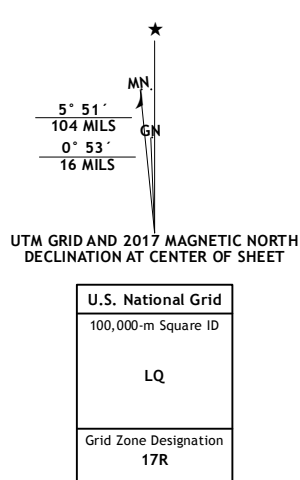 MN
5° 51´
104 MILS
GN
0° 53´
16 MILS
UTM GRID AND 2017 MAGNETIC NORTH
DECLINATION AT CENTER OF SHEET
U.S. National Grid
100,000-m Square ID
LQ
Grid Zone Designation
17R